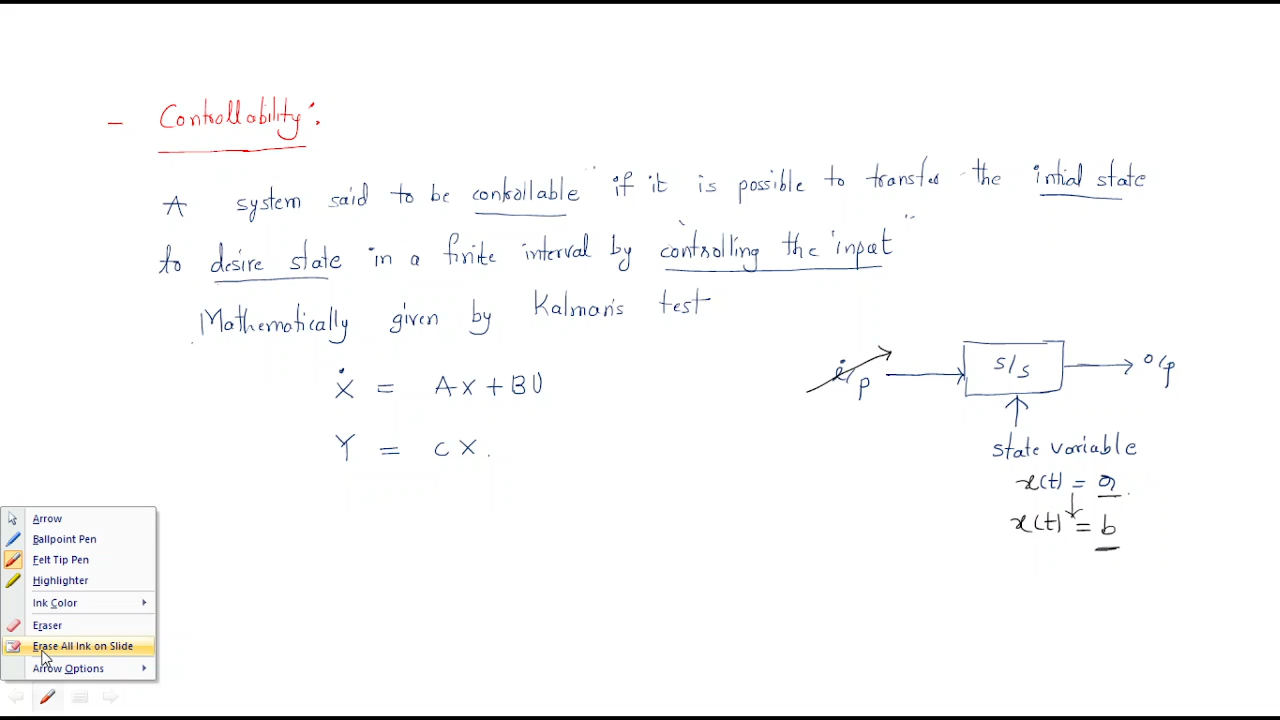 - Controllability:
A system said to be controllable if it is possible to transfer the intial state
to desire state in a finite interval by "controlling the input"
Mathematically given by Kalman's test
Ẋ = AX + BU
Y = CX.
i/p S/s o/p
state variable
x(t) = a
x(t) = b
Arrow
Ballpoint Pen
Felt Tip Pen
Highlighter
Ink Color
Eraser
Erase All Ink on Slide
Arrow Options